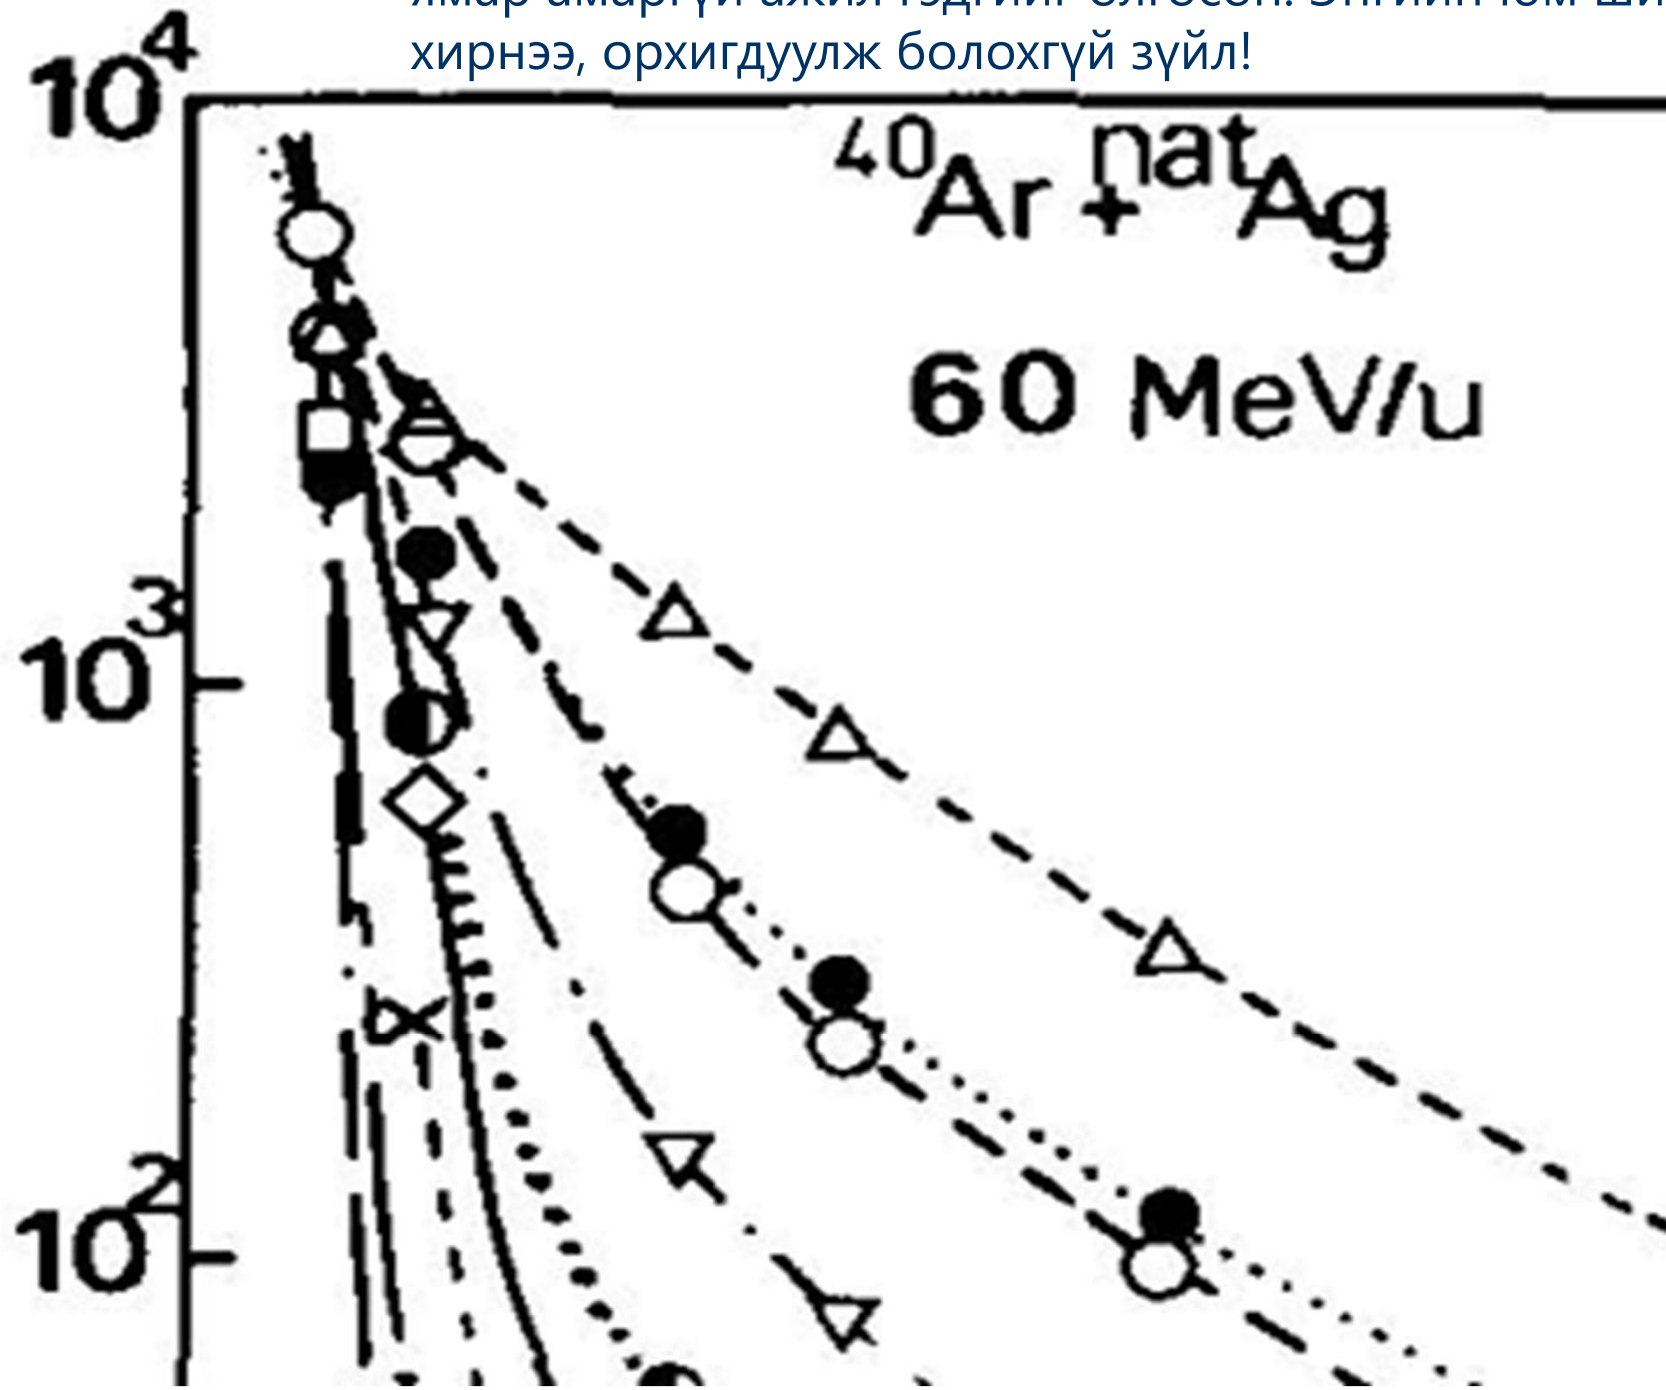 хирнээ, орхигдуулж болохгүй зүйл!
10⁴
⁴⁰Ar + ⁿᵃᵗAg
60 MeV/u
10³
10²